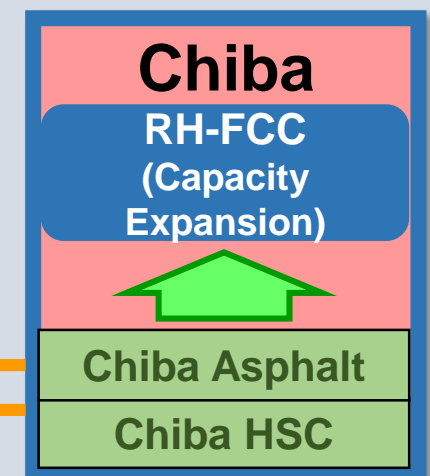 Chiba
RH-FCC
(Capacity
Expansion)
Chiba Asphalt
Chiba HSC